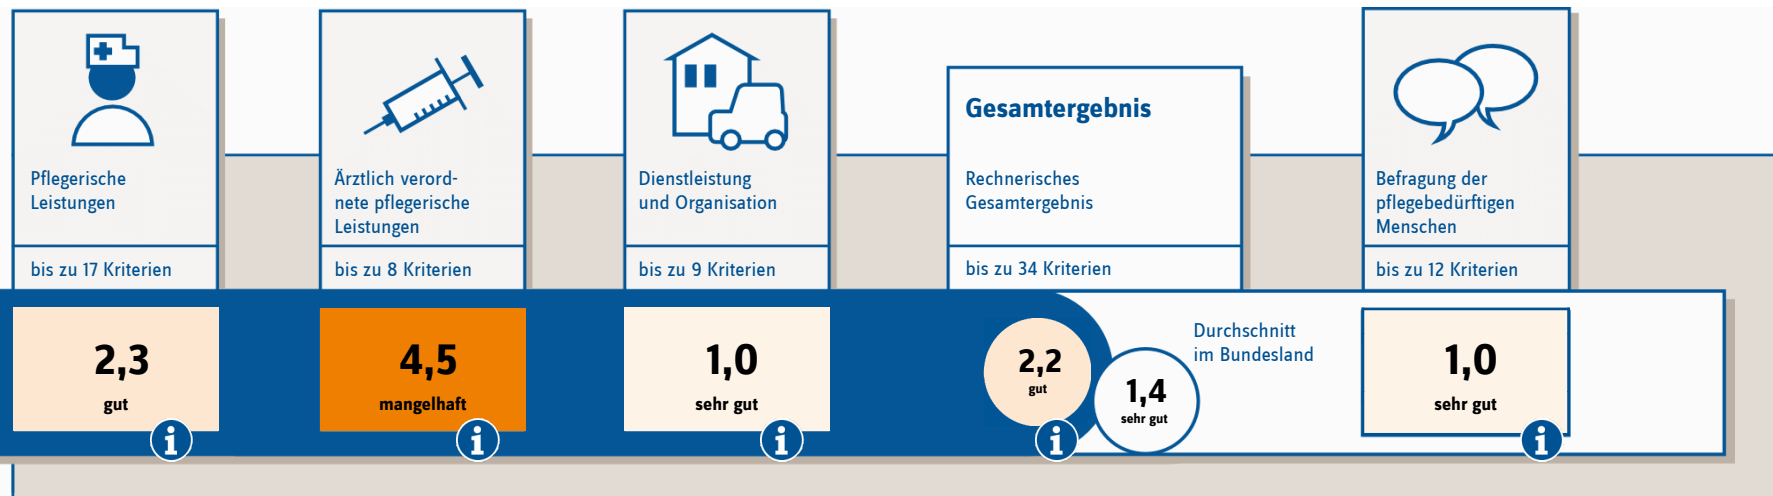 Pflegerische
Leistungen
bis zu 17 Kriterien
2,3
gut
i
Ärztlich verord-
nete pflegerische
Leistungen
bis zu 8 Kriterien
4,5
mangelhaft
i
Dienstleistung
und Organisation
bis zu 9 Kriterien
1,0
sehr gut
i
Gesamtergebnis
Rechnerisches
Gesamtergebnis
bis zu 34 Kriterien
2,2
gut
i
1,4
sehr gut
Durchschnitt
im Bundesland
Befragung der
pflegebedürftigen
Menschen
bis zu 12 Kriterien
1,0
sehr gut
i